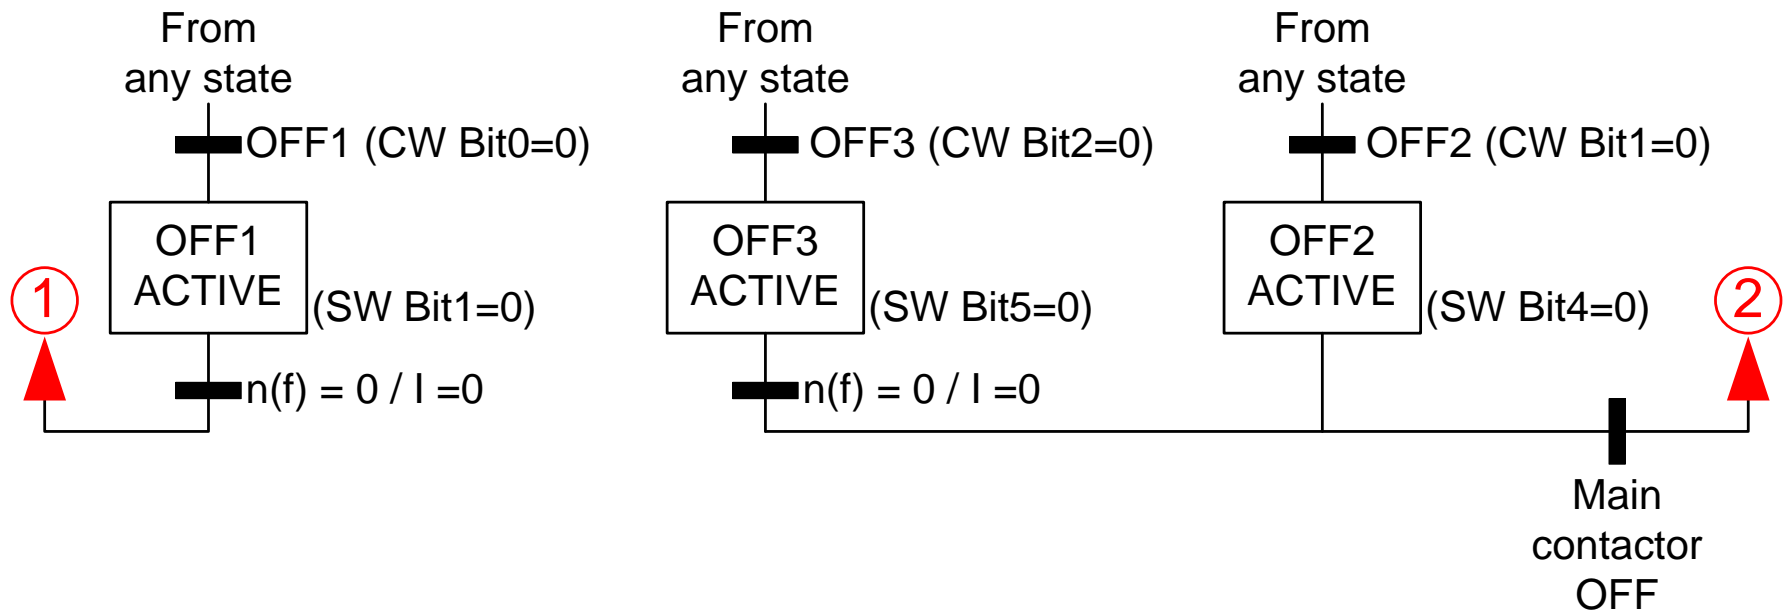 From
any state
From
any state
From
any state
OFF1 (CW Bit0=0)
OFF3 (CW Bit2=0)
OFF2 (CW Bit1=0)
OFF1
ACTIVE
(SW Bit1=0)
OFF3
ACTIVE
(SW Bit5=0)
OFF2
ACTIVE
(SW Bit4=0)
1
2
n(f) = 0 / I =0
n(f) = 0 / I =0
Main
contactor
OFF